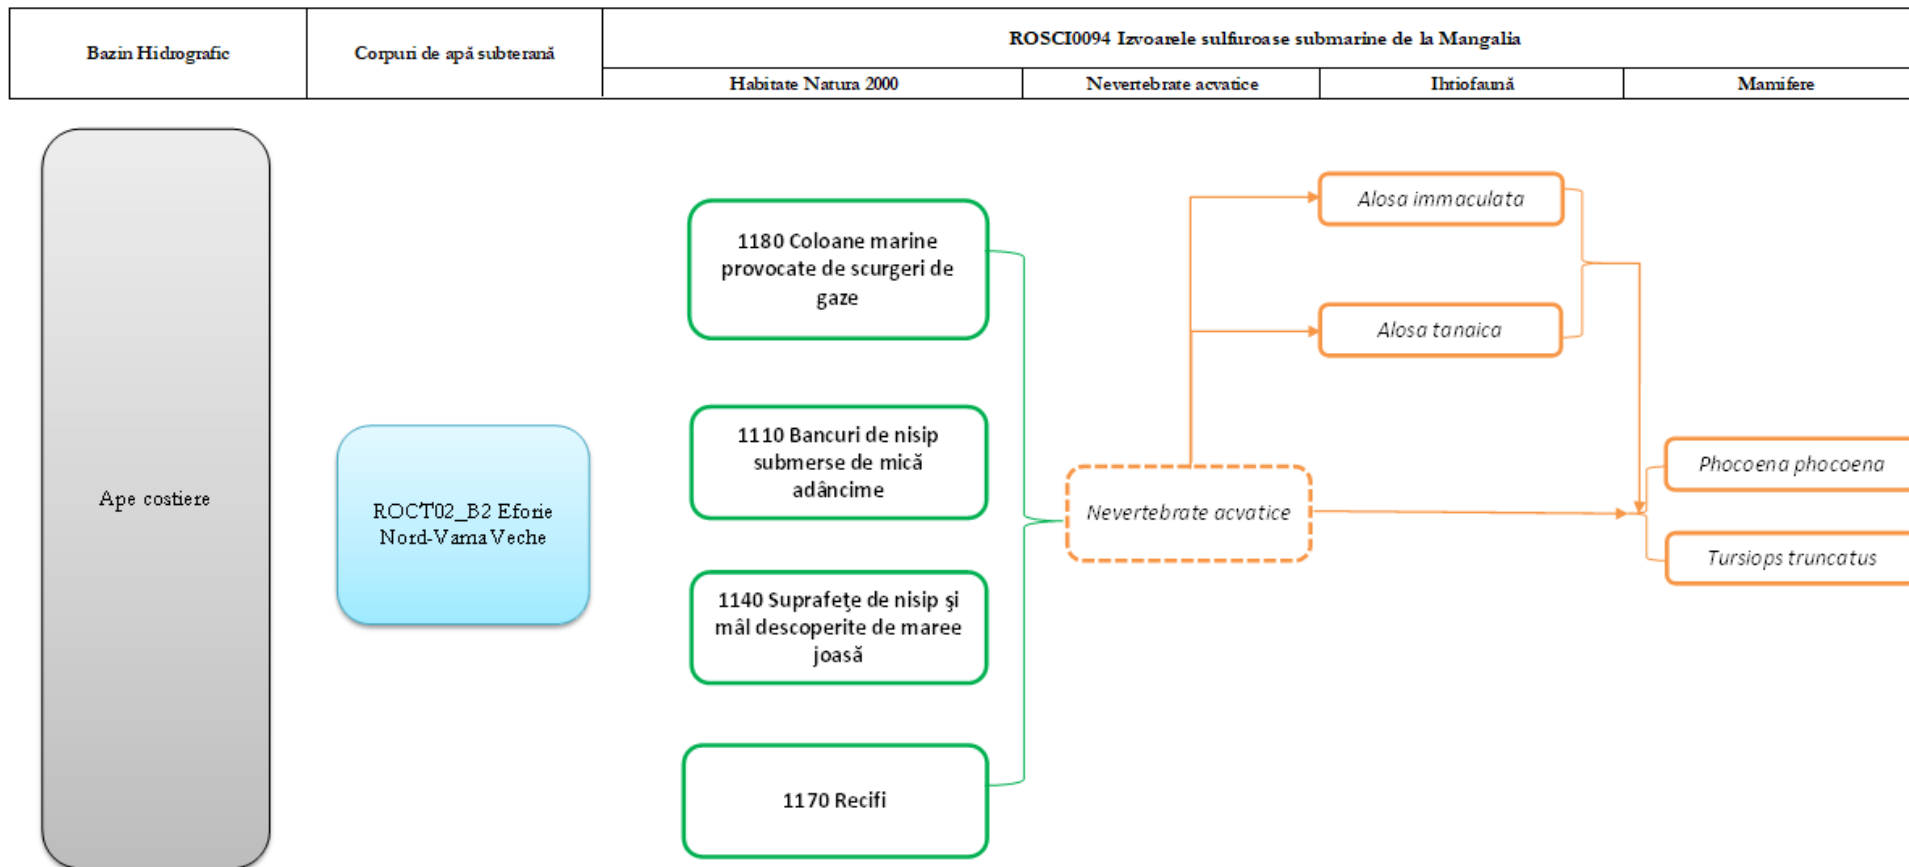 Bazin Hidrografic
Corpuri de apă subterană
ROSCI0094 Izvoarele sulfuroase submarine de la Mangalia
Habitate Natura 2000
Nevertebrate acvatice
Ihtiofaună
Mamifere
Ape costiere
ROCT02_B2 Eforie
Nord-Vama Veche
1180 Coloane marine
provocate de scurgeri de
gaze
1110 Bancuri de nisip
submerse de mică
adâncime
1140 Suprafețe de nisip și
mâl descoperite de maree
joasă
1170 Recifi
Nevertebrate acvatice
Alosa immaculata
Alosa tanaica
Phocoena phocoena
Tursiops truncatus